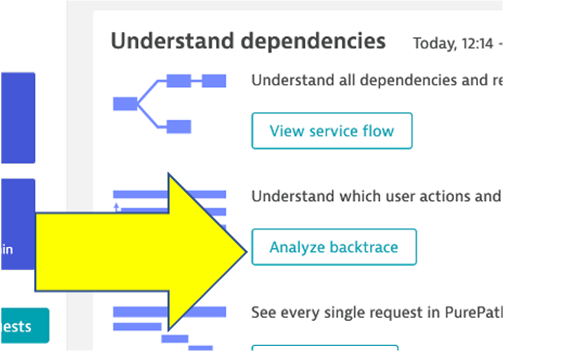 Understand dependencies Today, 12:14 -
Understand all dependencies and re
View service flow
Understand which user actions and
in
Analyze backtrace
See every single request in PurePat
ests